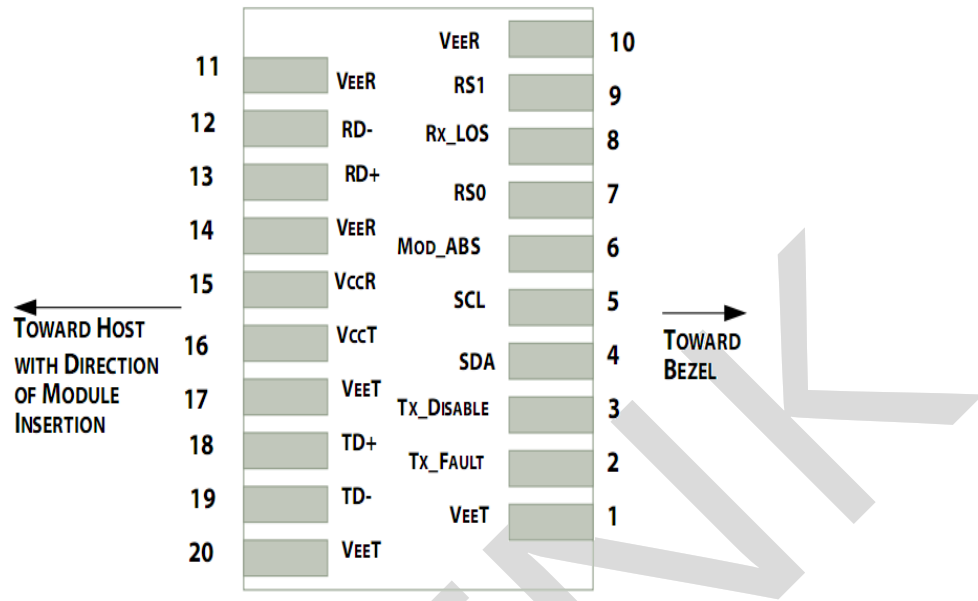 VEER 10
11 VEER
RS1 9
12 RD-
Rx_LOS 8
13 RD+
RS0 7
14 VEER
MOD_ABS 6
15 VCCR
SCL 5
TOWARD HOST
WITH DIRECTION
OF MODULE
INSERTION
16 VCCT
SDA 4
TOWARD
BEZEL
17 VEET
TX_DISABLE 3
18 TD+
TX_FAULT 2
19 TD-
VEET 1
20 VEET